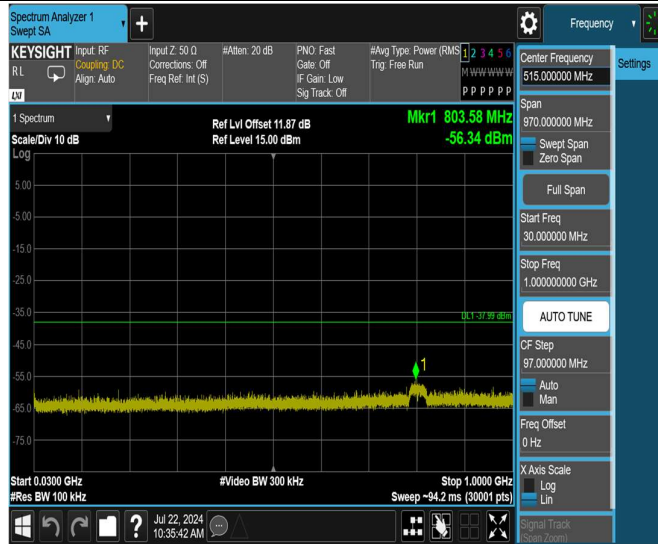 Spectrum Analyzer 1
Swept SA
Frequency
KEYSIGHT
RL
LXI
Input: RF
Coupling: DC
Align: Auto
Input Z: 50 Ω
Corrections: Off
Freq Ref: Int (S)
#Atten: 20 dB
PNO: Fast
Gate: Off
IF Gain: Low
Sig Track: Off
#Avg Type: Power (RMS
Trig: Free Run
1 2 3 4 5 6
M W W W W W
P P P P P P
1 Spectrum
Scale/Div 10 dB
Ref Lvl Offset 11.87 dB
Ref Level 15.00 dBm
Mkr1 803.58 MHz
-56.34 dBm
Log
5.00
-5.00
-15.0
-25.0
-35.0
-45.0
-55.0
-65.0
-75.0
DL1 -37.99 dBm
1
Start 0.0300 GHz
#Res BW 100 kHz
#Video BW 300 kHz
Stop 1.0000 GHz
Sweep ~94.2 ms (30001 pts)
Jul 22, 2024
10:35:42 AM
Center Frequency
515.000000 MHz
Settings
Span
970.000000 MHz
Swept Span
Zero Span
Full Span
Start Freq
30.000000 MHz
Stop Freq
1.000000000 GHz
AUTO TUNE
CF Step
97.000000 MHz
Auto
Man
Freq Offset
0 Hz
X Axis Scale
Log
Lin
Signal Track
(Span Zoom)